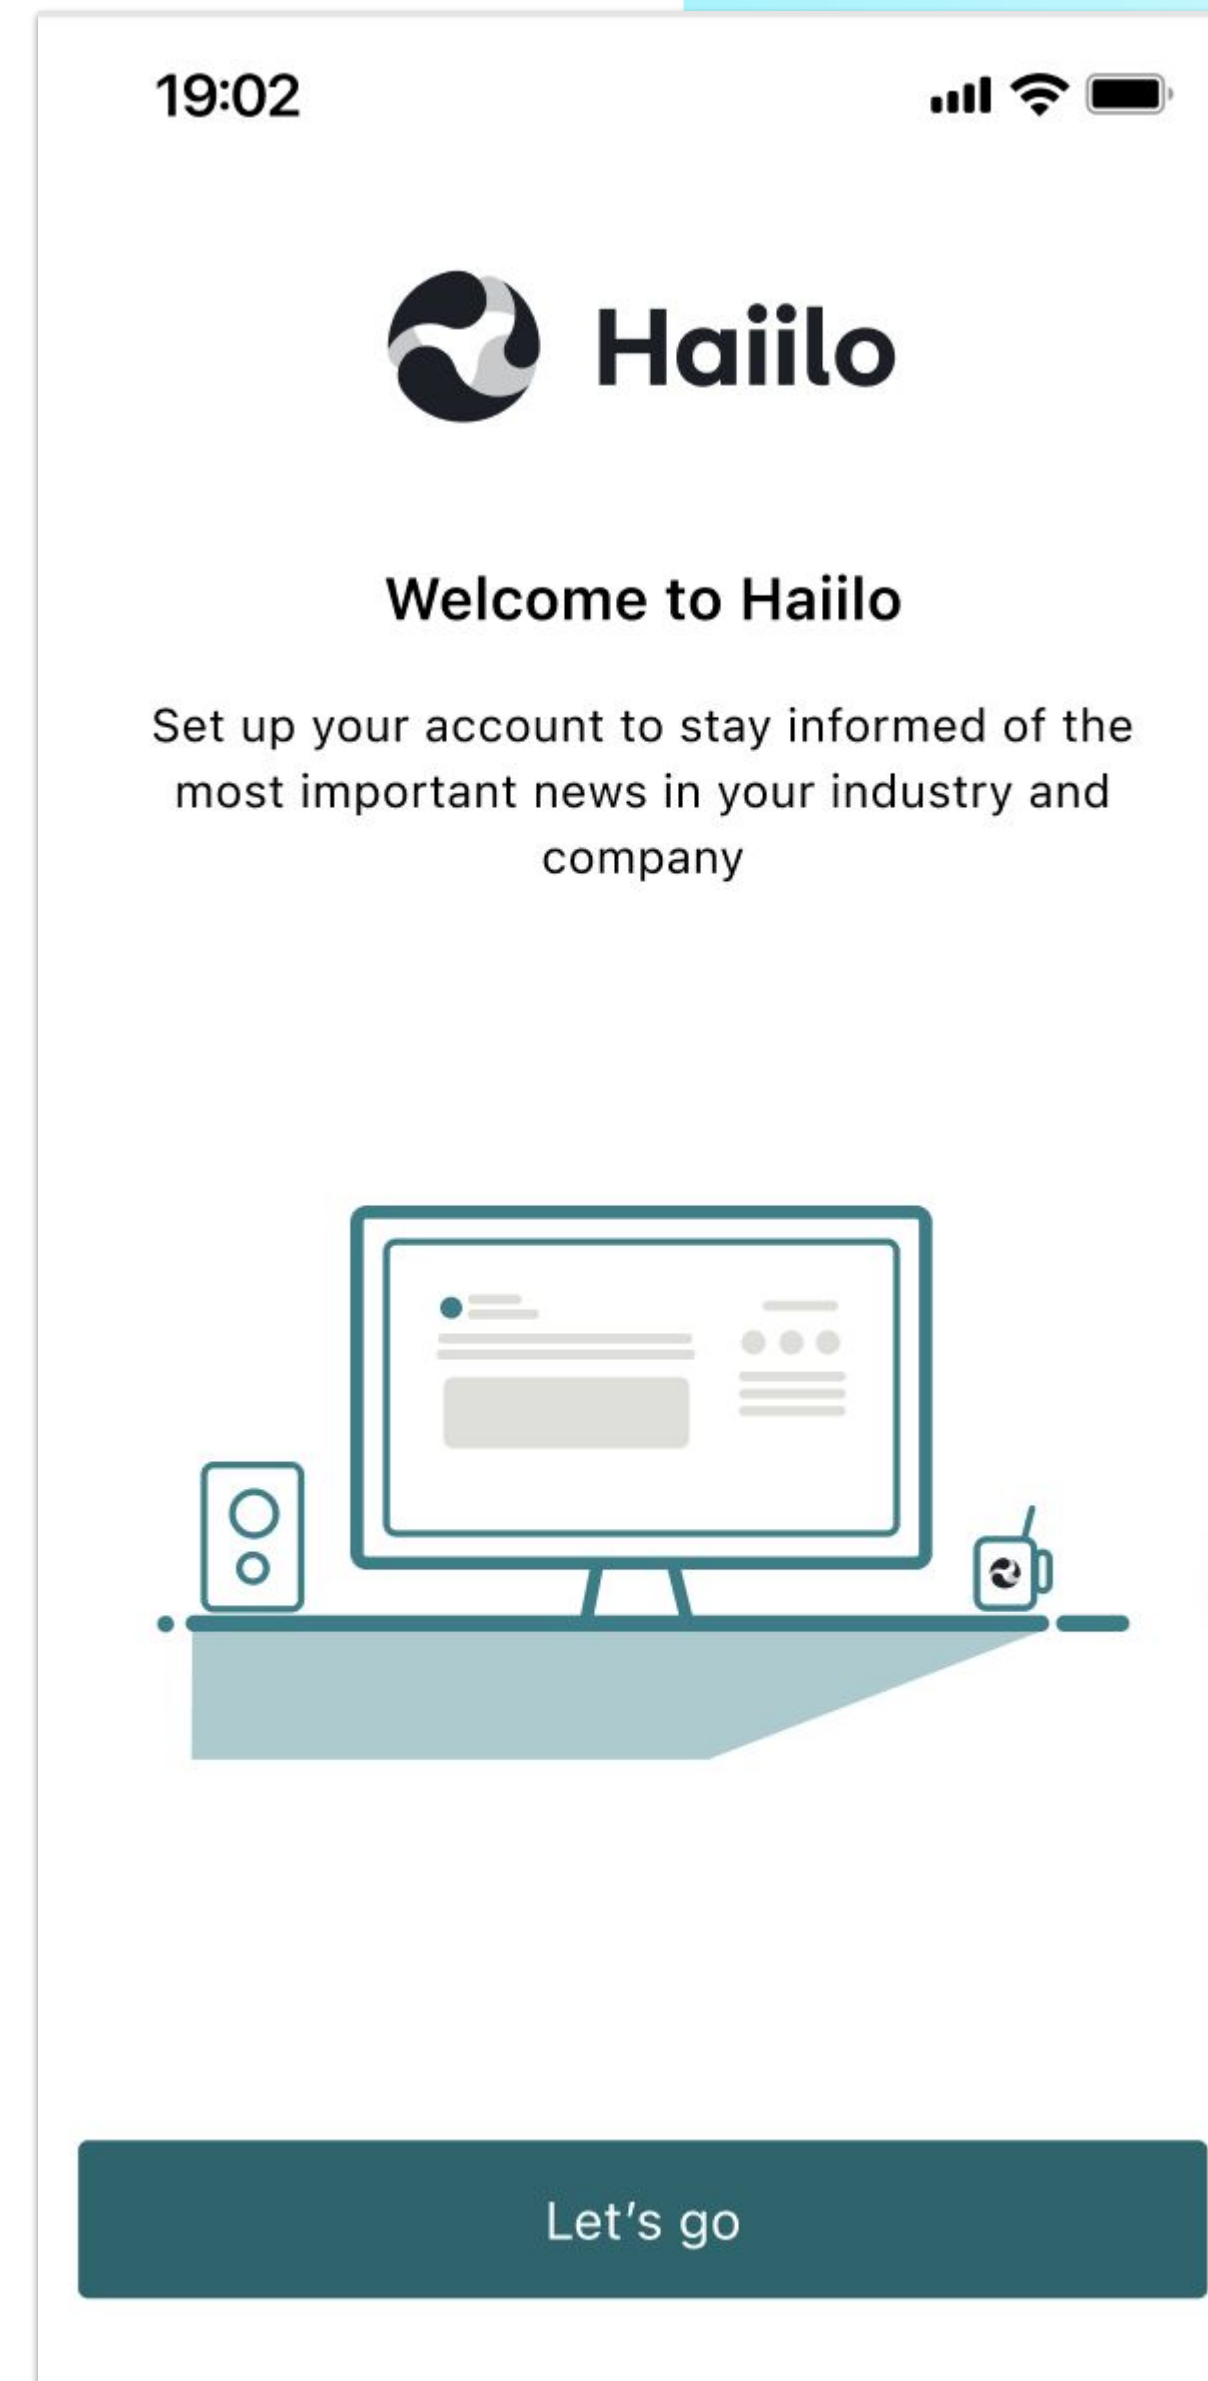 19:02
Haiilo
Welcome to Haiilo
Set up your account to stay informed of the
most important news in your industry and
company
Let’s go